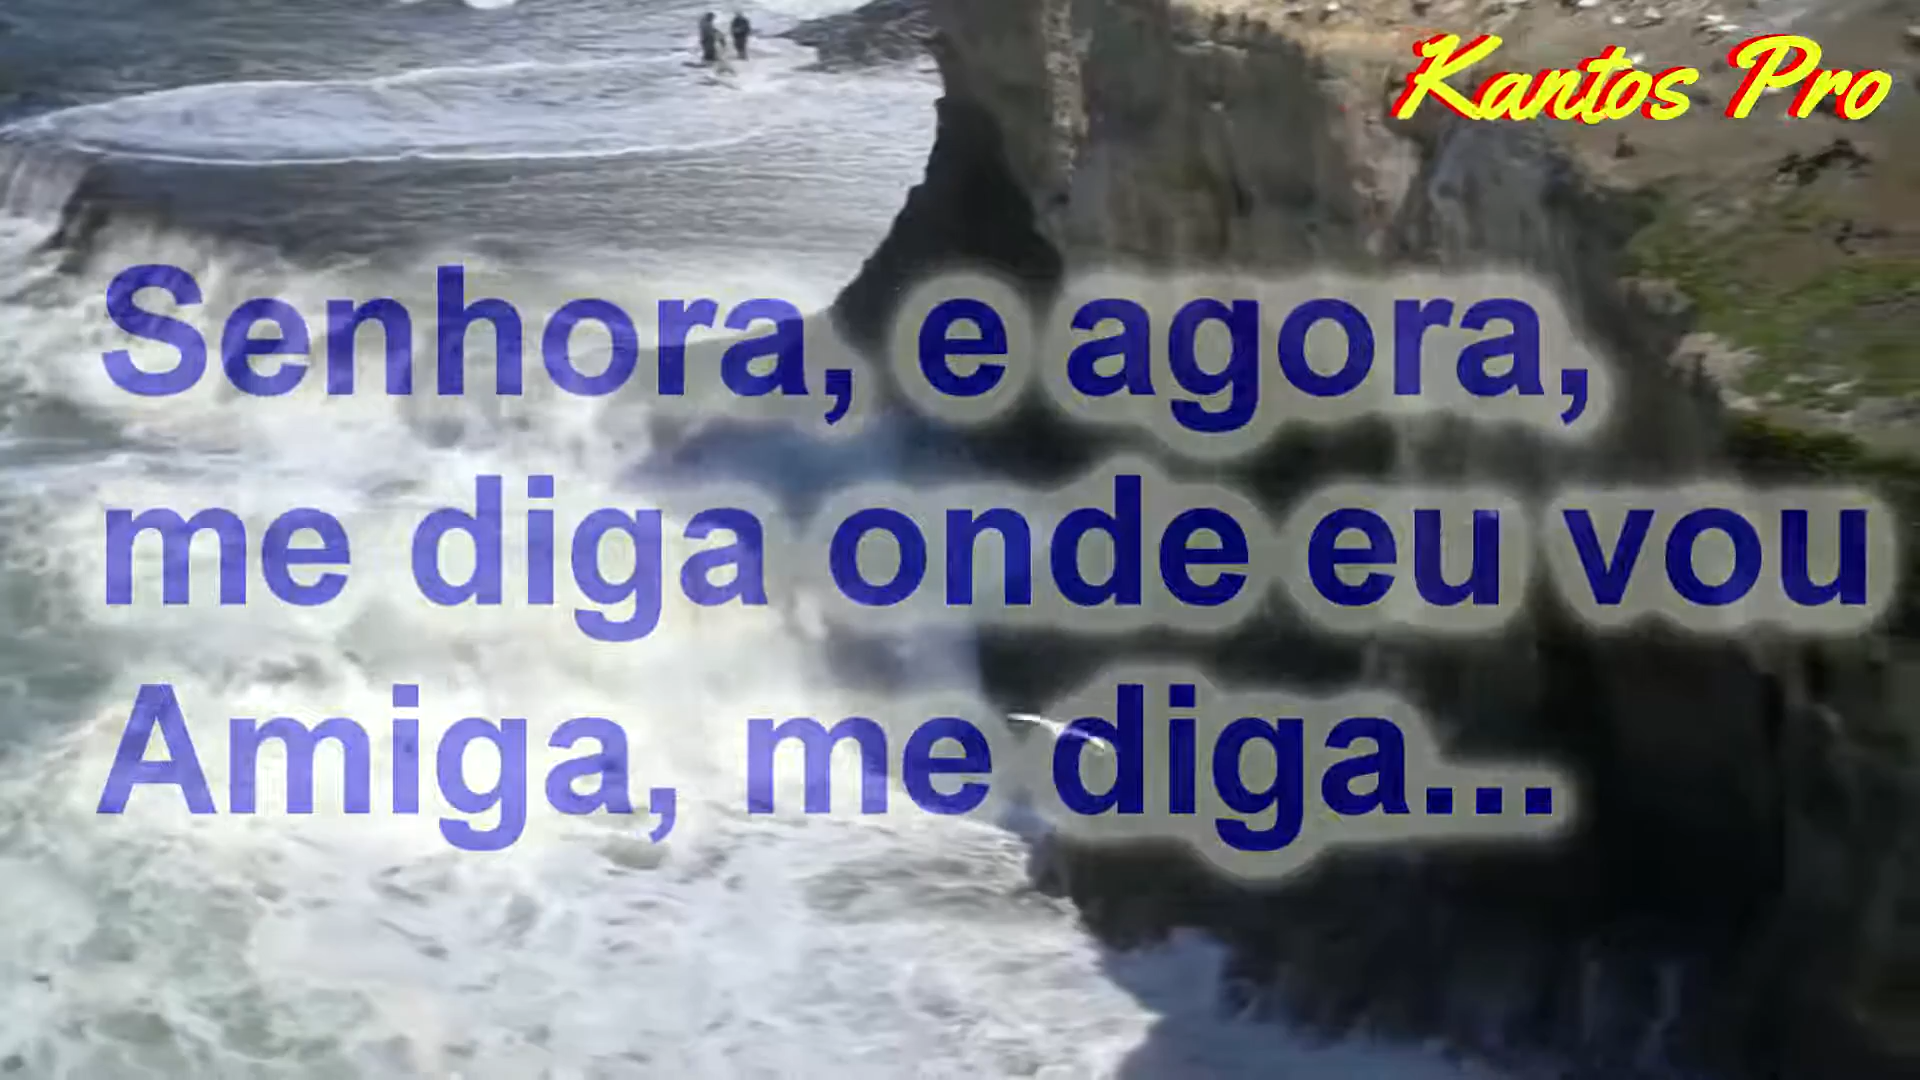 Kantos Pro
Senhora, e agora,
me diga onde eu vou
Amiga, me diga...